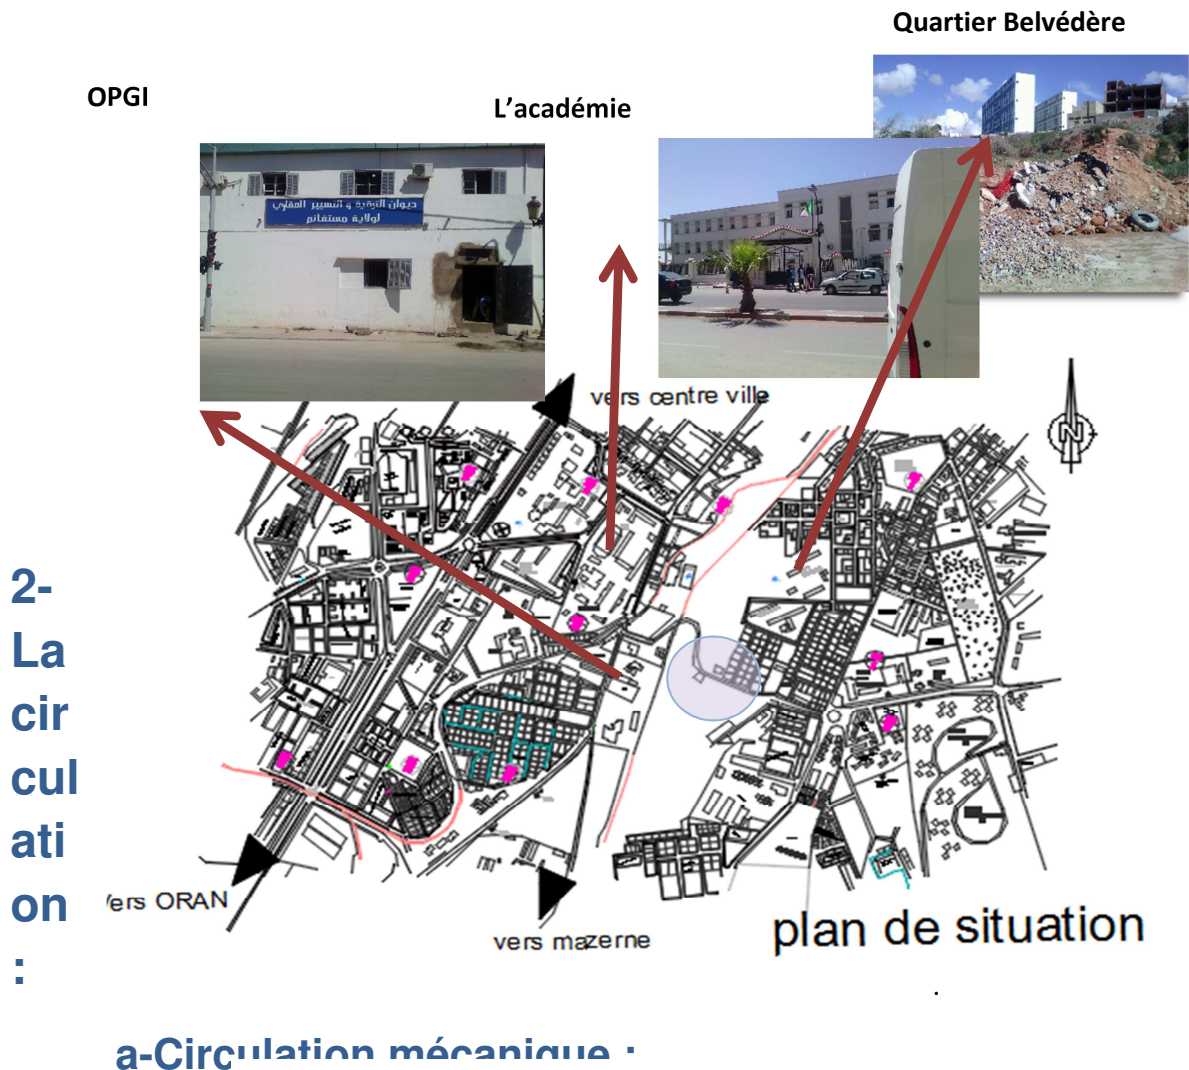 Quartier Belvédère
OPGI
L'académie
ديوان الترقية و التسيير العقاري
لولاية مستغانم
vers centre ville
N
2-
La
cir
cul
ati
on
:
vers ORAN
vers mazerne
plan de situation
.
a-Circulation mécanique :